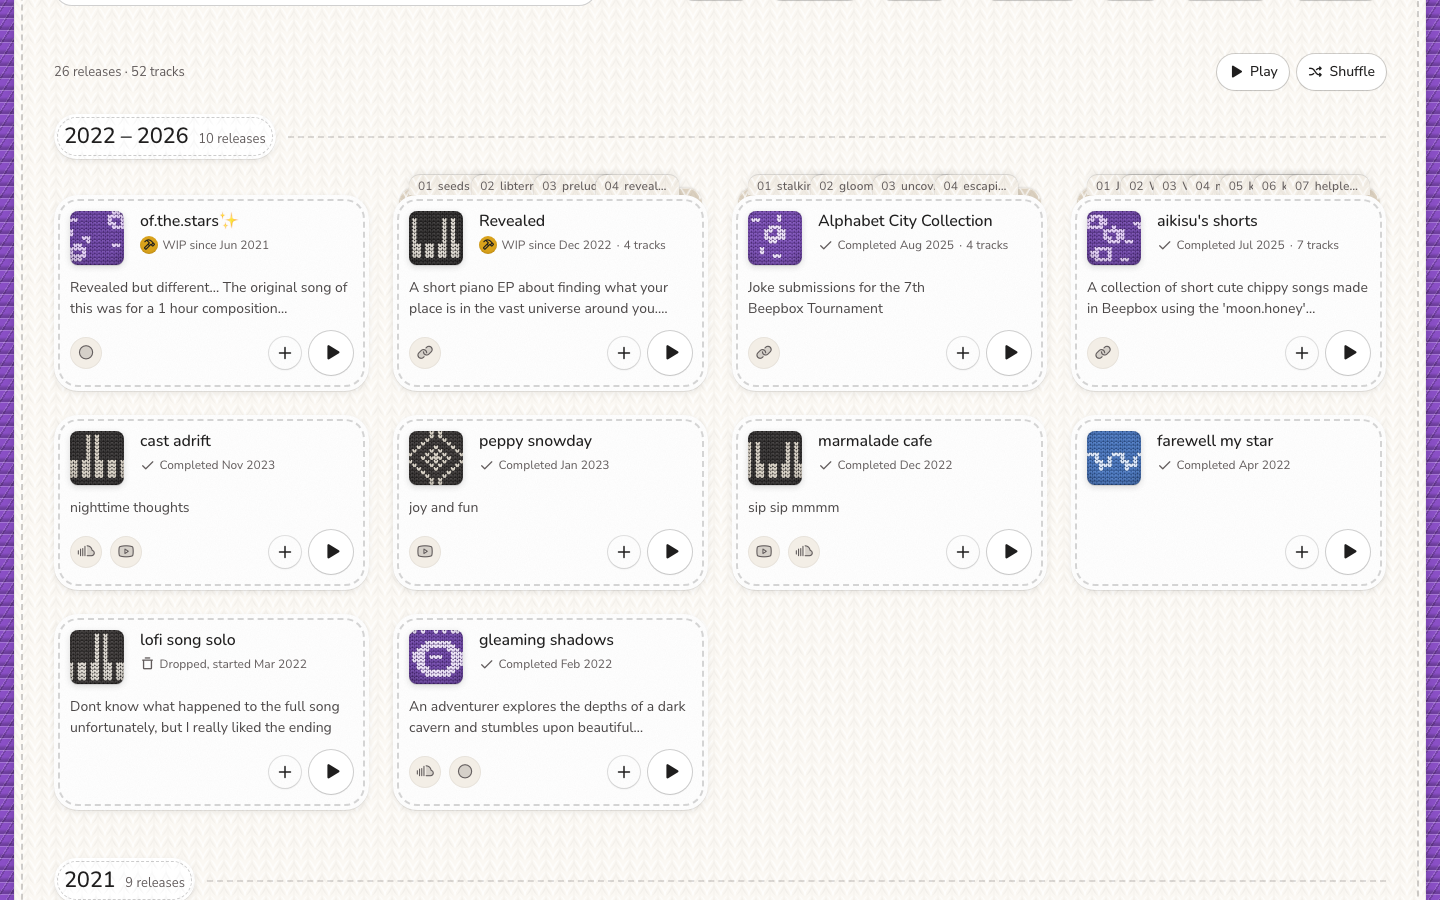 26 releases · 52 tracks
Play
Shuffle
2022 – 2026 10 releases
01 seeds 02 libterr 03 preluc 04 reveal...
01 stalkir 02 gloom 03 uncov. 04 escapi...
01 J 02 \ 03 \ 04 r 05 k 06 k 07 helple...
of.the.stars✨
WIP since Jun 2021
Revealed but different... The original song of
this was for a 1 hour composition...
Revealed
WIP since Dec 2022 · 4 tracks
A short piano EP about finding what your
place is in the vast universe around you....
Alphabet City Collection
Completed Aug 2025 · 4 tracks
Joke submissions for the 7th
Beepbox Tournament
aikisu's shorts
Completed Jul 2025 · 7 tracks
A collection of short cute chippy songs made
in Beepbox using the 'moon.honey'...
cast adrift
Completed Nov 2023
nighttime thoughts
peppy snowday
Completed Jan 2023
joy and fun
marmalade cafe
Completed Dec 2022
sip sip mmmm
farewell my star
Completed Apr 2022
lofi song solo
Dropped, started Mar 2022
Dont know what happened to the full song
unfortunately, but I really liked the ending
gleaming shadows
Completed Feb 2022
An adventurer explores the depths of a dark
cavern and stumbles upon beautiful...
2021 9 releases